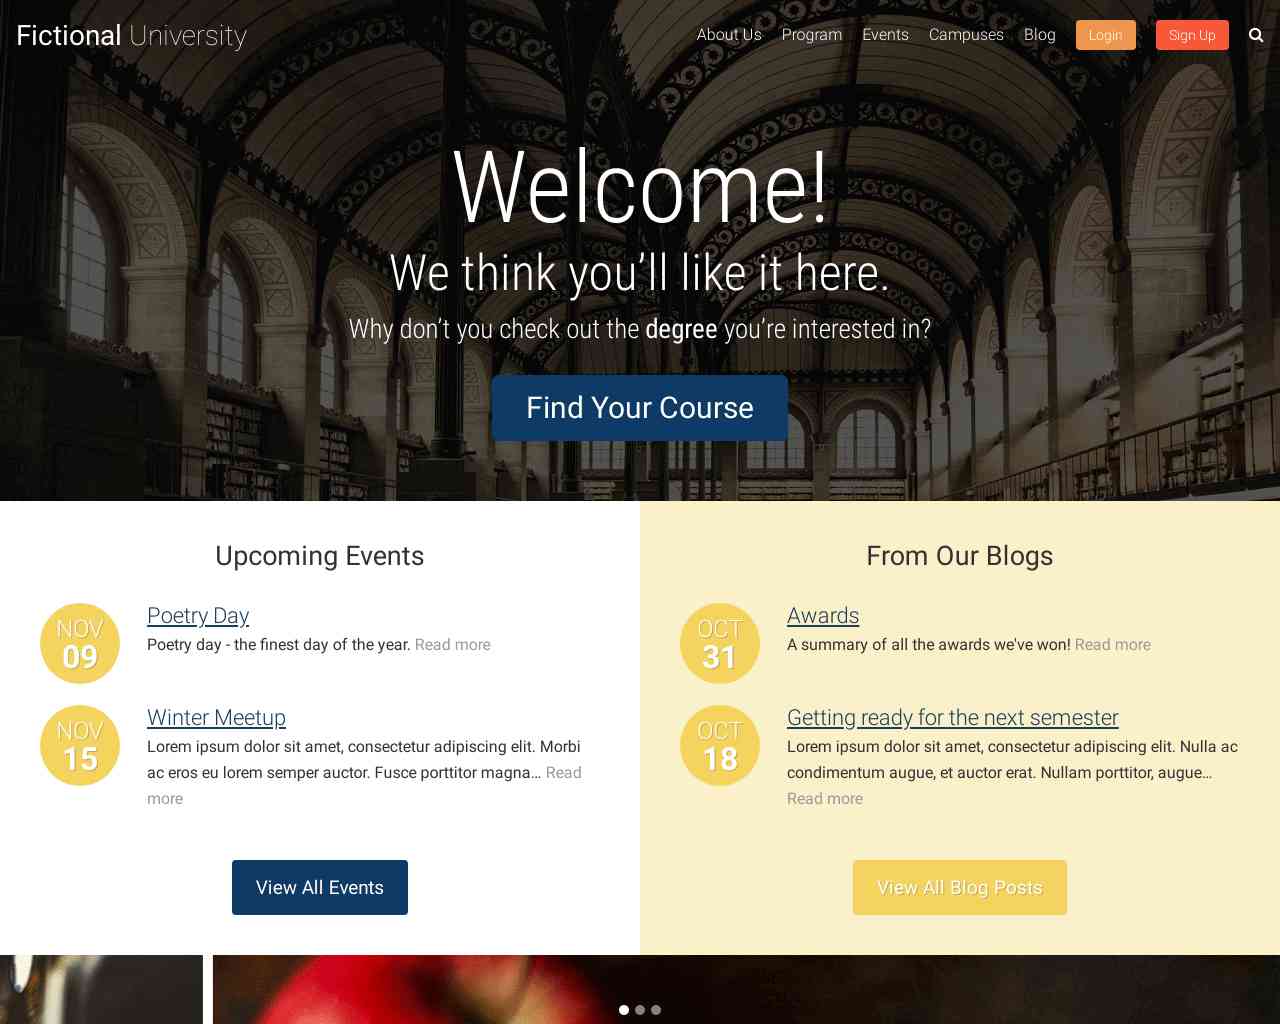 Fictional University
About Us Program Events Campuses Blog Login Sign Up
Welcome!
We think you’ll like it here.
Why don’t you check out the degree you’re interested in?
Find Your Course
Upcoming Events
NOV
09
Poetry Day
Poetry day - the finest day of the year. Read more
NOV
15
Winter Meetup
Lorem ipsum dolor sit amet, consectetur adipiscing elit. Morbi
ac eros eu lorem semper auctor. Fusce porttitor magna… Read
more
View All Events
From Our Blogs
OCT
31
Awards
A summary of all the awards we've won! Read more
OCT
18
Getting ready for the next semester
Lorem ipsum dolor sit amet, consectetur adipiscing elit. Nulla ac
condimentum augue, et auctor erat. Nullam porttitor, augue…
Read more
View All Blog Posts